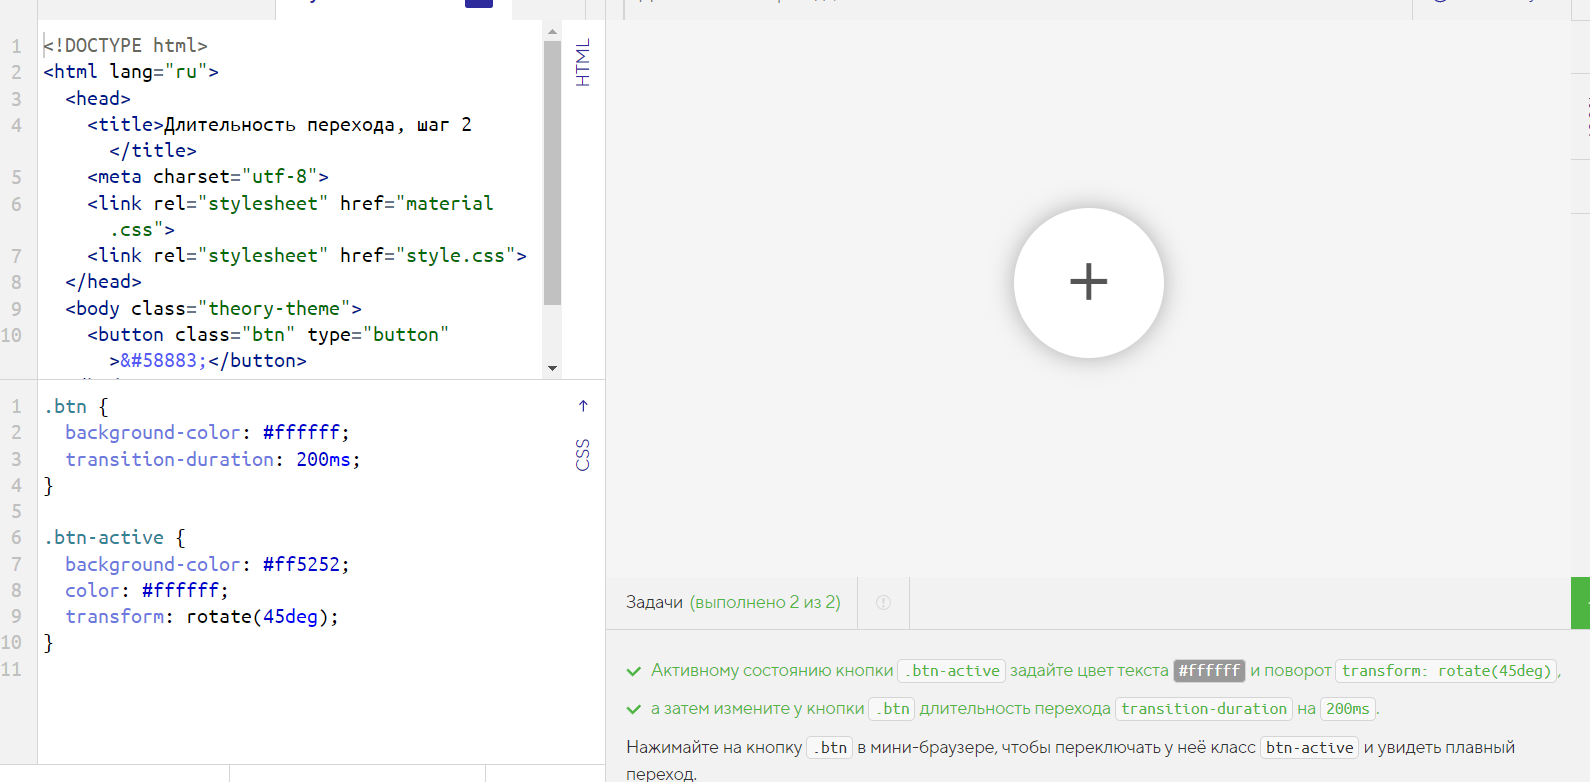 1 <!DOCTYPE html>
2 <html lang="ru">
3 <head>
4 <title>Длительность перехода, шаг 2
</title>
5 <meta charset="utf-8">
6 <link rel="stylesheet" href="material
.css">
7 <link rel="stylesheet" href="style.css">
8 </head>
9 <body class="theory-theme">
10 <button class="btn" type="button"
>&#58883;</button>
HTML
1 .btn {
2 background-color: #ffffff;
3 transition-duration: 200ms;
4 }
5
6 .btn-active {
7 background-color: #ff5252;
8 color: #ffffff;
9 transform: rotate(45deg);
10 }
11
CSS
Задачи (выполнено 2 из 2)
Активному состоянию кнопки .btn-active задайте цвет текста #ffffff и поворот transform: rotate(45deg),
а затем измените у кнопки .btn длительность перехода transition-duration на 200ms.
Нажимайте на кнопку .btn в мини-браузере, чтобы переключать у неё класс btn-active и увидеть плавный
переход.